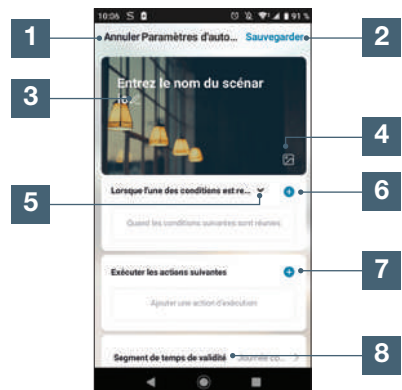 10:06 S 91 %
Annuler Paramètres d'auto... Sauvegarder
Entrez le nom du scénar
io...
Lorsque l'une des conditions est re...
Quand les conditions suivantes sont réunies
Exécuter les actions suivantes
Ajouter une action d'exécution
Segment de temps de validité Journée co...
1
2
3
4
5
6
7
8